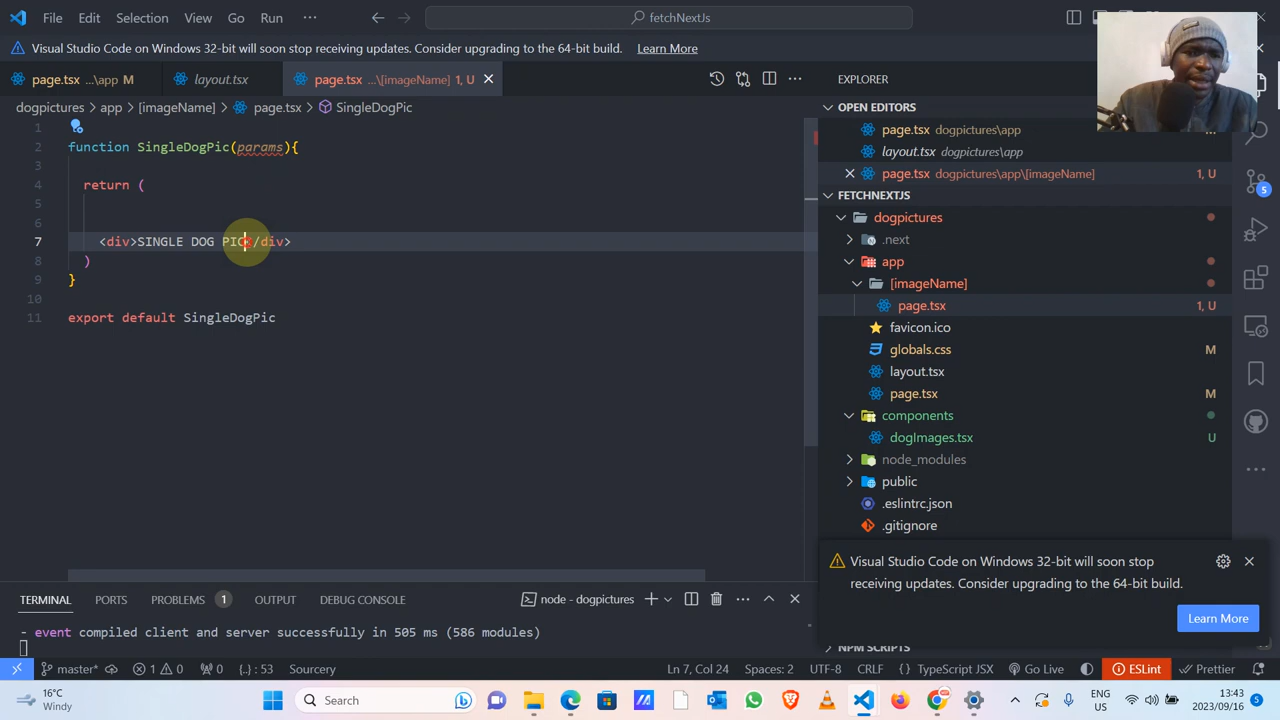 File Edit Selection View Go Run ··· fetchNextJs
Visual Studio Code on Windows 32-bit will soon stop receiving updates. Consider upgrading to the 64-bit build. Learn More
page.tsx ...\app M layout.tsx page.tsx ...\[imageName] 1, U
dogpictures > app > [imageName] > page.tsx > SingleDogPic
1
2 function SingleDogPic(params){
3
4 return (
5
6
7 <div>SINGLE DOG PIC</div>
8 )
9 }
10
11 export default SingleDogPic
EXPLORER
OPEN EDITORS
page.tsx dogpictures\app
layout.tsx dogpictures\app
page.tsx dogpictures\app\[imageName] 1, U
FETCHNEXTJS
dogpictures
.next
app
[imageName]
page.tsx 1, U
favicon.ico
globals.css M
layout.tsx
page.tsx M
components
dogImages.tsx U
node_modules
public
.eslintrc.json
.gitignore
5
Visual Studio Code on Windows 32-bit will soon stop
receiving updates. Consider upgrading to the 64-bit build.
Learn More
NPM SCRIPTS
TERMINAL PORTS PROBLEMS 1 OUTPUT DEBUG CONSOLE node - dogpictures
- event compiled client and server successfully in 505 ms (586 modules)
master* 1 0 0 {..} : 53 Sourcery Ln 7, Col 24 Spaces: 2 UTF-8 CRLF TypeScript JSX Go Live ESLint Prettier
16°C
Windy
Search
ENG
US
13:43
2023/09/16
5